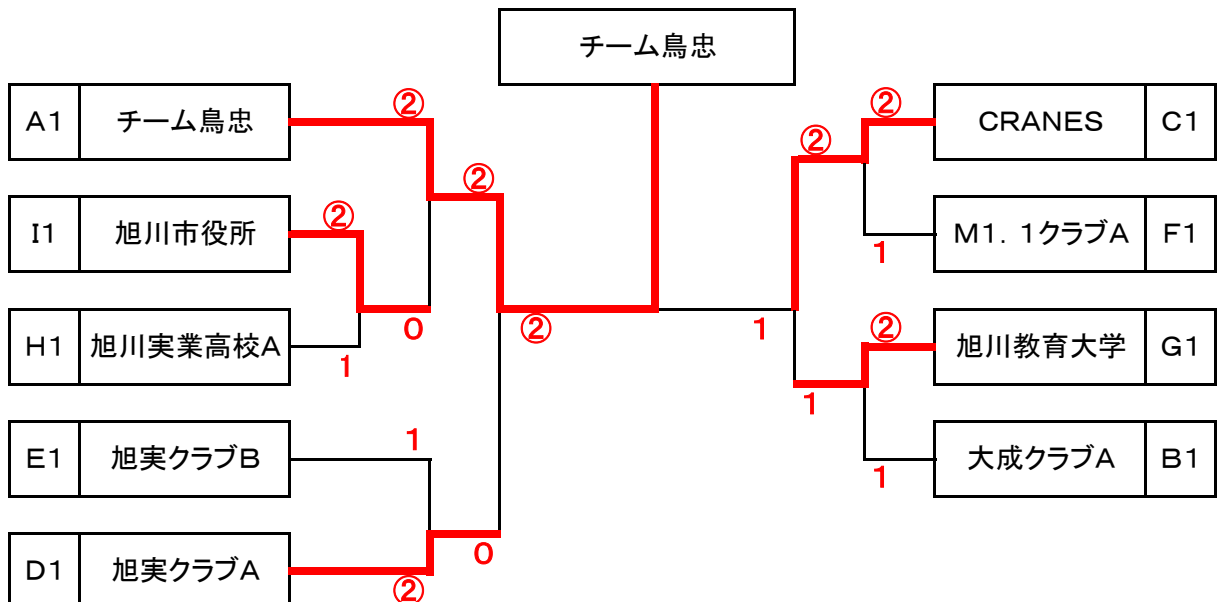 チーム鳥忠
A1 チーム鳥忠
②
②
②
CRANES C1
②
②
I1 旭川市役所
②
M1．1クラブA F1
1
H1 旭川実業高校A
1
0
②
1
②
旭川教育大学 G1
1
E1 旭実クラブB
1
大成クラブA B1
1
D1 旭実クラブA
②
0